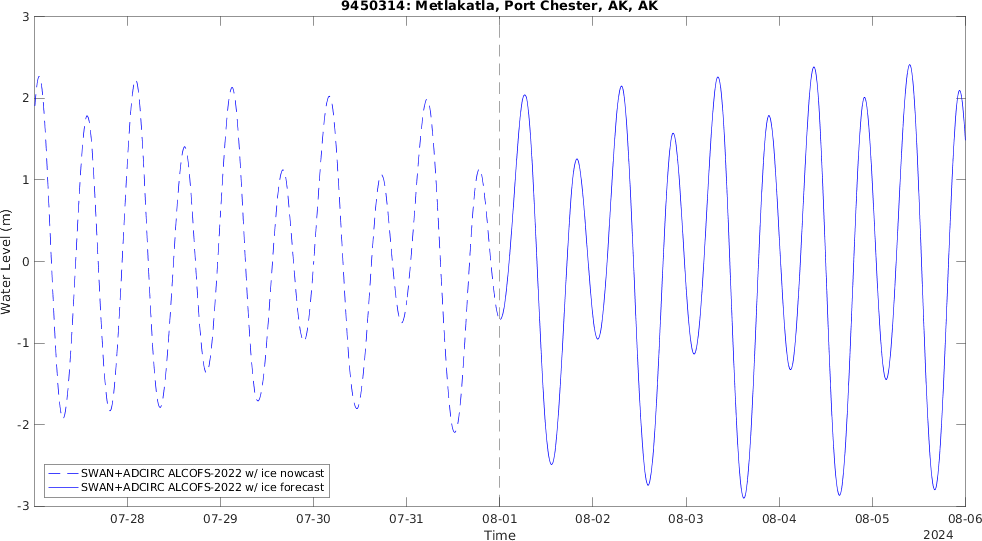 9450314: Metlakatla, Port Chester, AK, AK
3
2
1
0
-1
-2
-3
Water Level (m)
SWAN+ADCIRC ALCOFS-2022 w/ ice nowcast
SWAN+ADCIRC ALCOFS-2022 w/ ice forecast
07-28 07-29 07-30 07-31 08-01 08-02 08-03 08-04 08-05 08-06
Time
2024